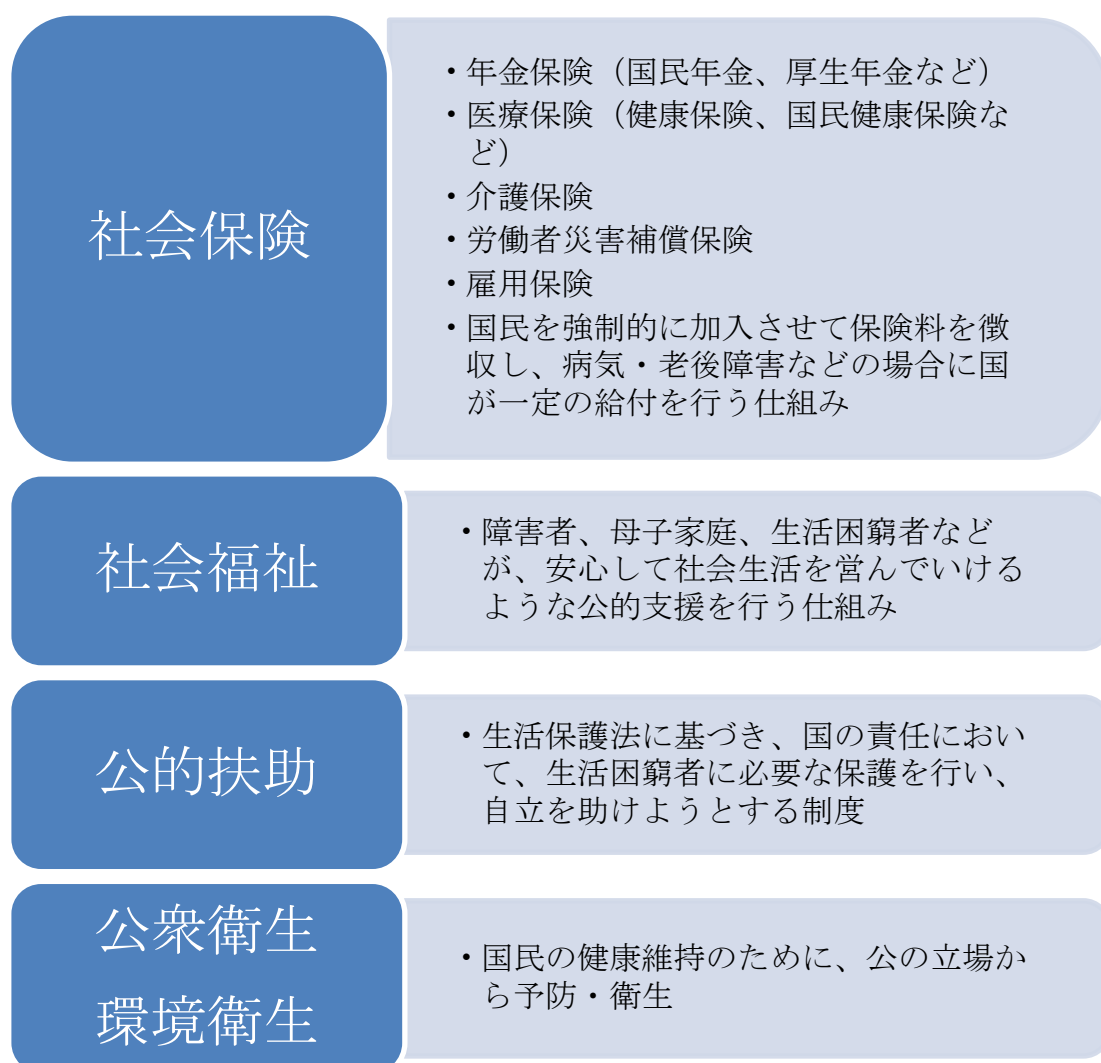 社会保険
・年金保険（国民年金、厚生年金など）
・医療保険（健康保険、国民健康保険な
ど）
・介護保険
・労働者災害補償保険
・雇用保険
・国民を強制的に加入させて保険料を徴
収し、病気・老後障害などの場合に国
が一定の給付を行う仕組み
社会福祉
・障害者、母子家庭、生活困窮者など
が、安心して社会生活を営んでいける
ような公的支援を行う仕組み
公的扶助
・生活保護法に基づき、国の責任におい
て、生活困窮者に必要な保護を行い、
自立を助けようとする制度
公衆衛生
環境衛生
・国民の健康維持のために、公の立場か
ら予防・衛生